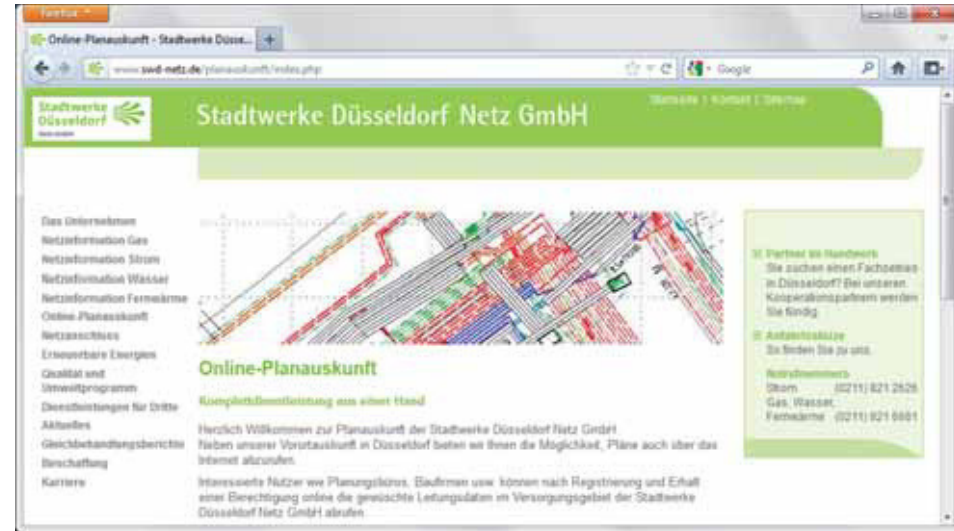 Firefox
Online-Planauskunft - Stadtwerke Düsse...
www.swd-netz.de/planauskunft/index.php
Google
Stadtwerke
Düsseldorf
Stadtwerke Düsseldorf Netz GmbH
Startseite | Kontakt | Sitemap
Das Unternehmen
Netzinformation Gas
Netzinformation Strom
Netzinformation Wasser
Netzinformation Fernwärme
Online-Planauskunft
Netzanschluss
Erneuerbare Energien
Qualität und
Umweltprogramm
Dienstleistungen für Dritte
Aktuelles
Gleichbehandlungsberichte
Beschaffung
Karriere
Online-Planauskunft
Komplettdienstleistung aus einer Hand
Herzlich Willkommen zur Planauskunft der Stadtwerke Düsseldorf Netz GmbH.
Neben unserer Vorortauskunft in Düsseldorf bieten wir Ihnen die Möglichkeit, Pläne auch über das
Internet abzurufen.
Interessierte Nutzer wie Planungsbüros, Baufirmen usw. können nach Registrierung und Erhalt
einer Berechtigung online die gewünschte Leitungsdaten im Versorgungsgebiet der Stadtwerke
Düsseldorf Netz GmbH abrufen.
Partner im Handwerk
Sie suchen einen Fachbetrieb
in Düsseldorf? Bei unseren
Kooperationspartnern werden
Sie fündig.
Anfahrtsskizze
So finden Sie zu uns.
Notrufnummern
Strom (0211) 821 2626
Gas, Wasser,
Fernwärme (0211) 821 6681